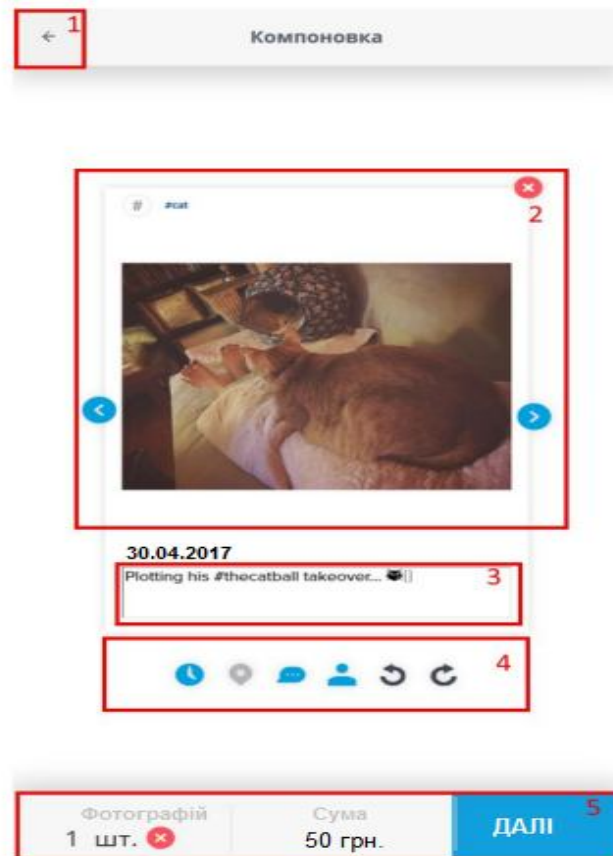 1
Компоновка
2
# #cat
30.04.2017
Plotting his #thecatball takeover...
3
4
5
Фотографій Сума
1 шт. 50 грн. ДАЛІ